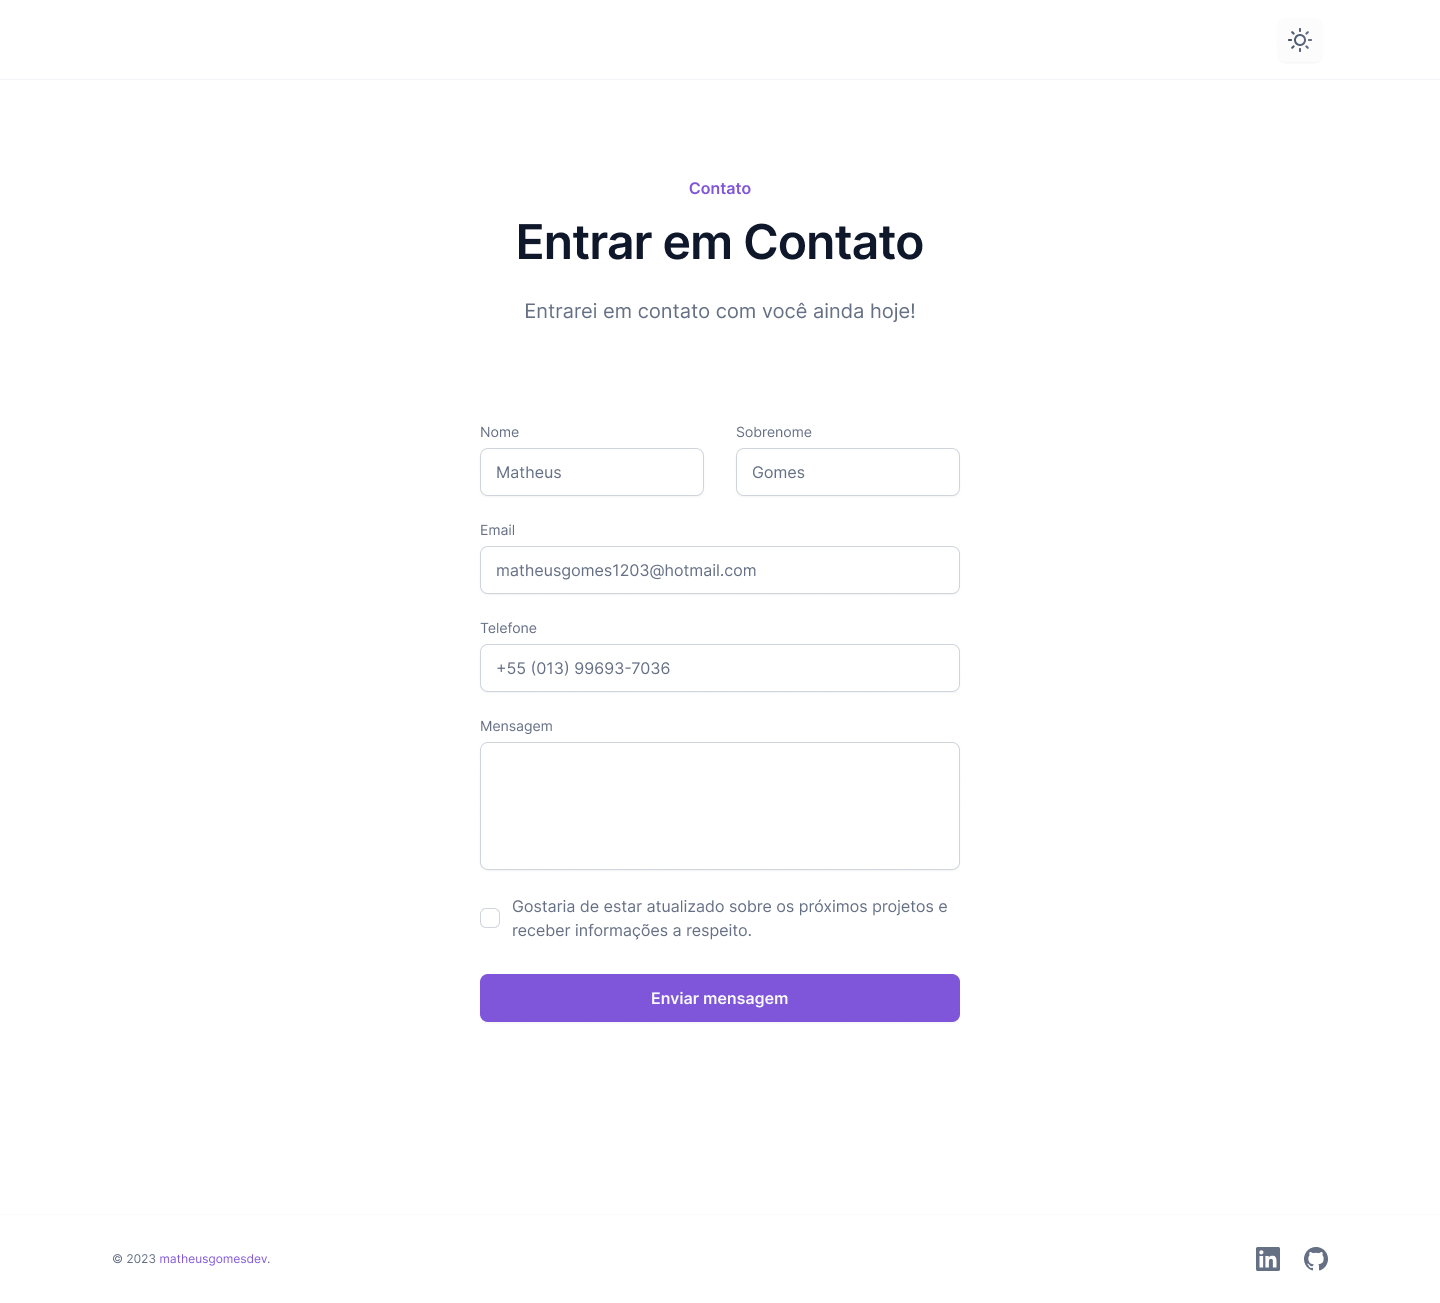 Contato
Entrar em Contato
Entrarei em contato com você ainda hoje!
Nome
Sobrenome
Matheus
Gomes
Email
matheusgomes1203@hotmail.com
Telefone
+55 (013) 99693-7036
Mensagem
Gostaria de estar atualizado sobre os próximos projetos e
receber informações a respeito.
Enviar mensagem
© 2023 matheusgomesdev.
in